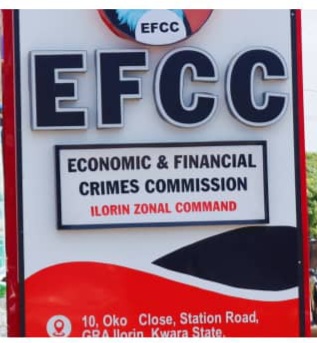 EFCC
EFCC
ECONOMIC & FINANCIAL
CRIMES COMMISSION
ILORIN ZONAL COMMAND
10, Oko Close, Station Road,
GRA Ilorin, Kwara State.